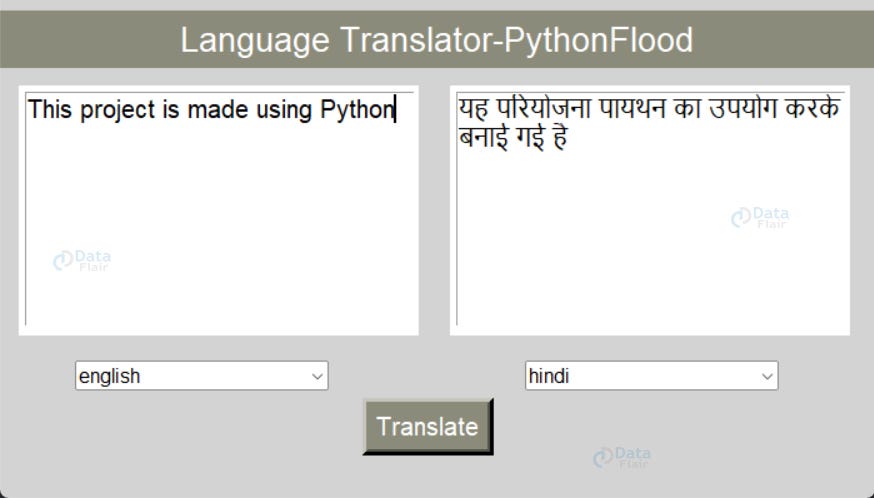 Language Translator-PythonFlood
This project is made using Python
यह परियोजना पायथन का उपयोग करके
बनाई गई है
Data
Flair
Data
Flair
english
hindi
Translate
Data
Flair